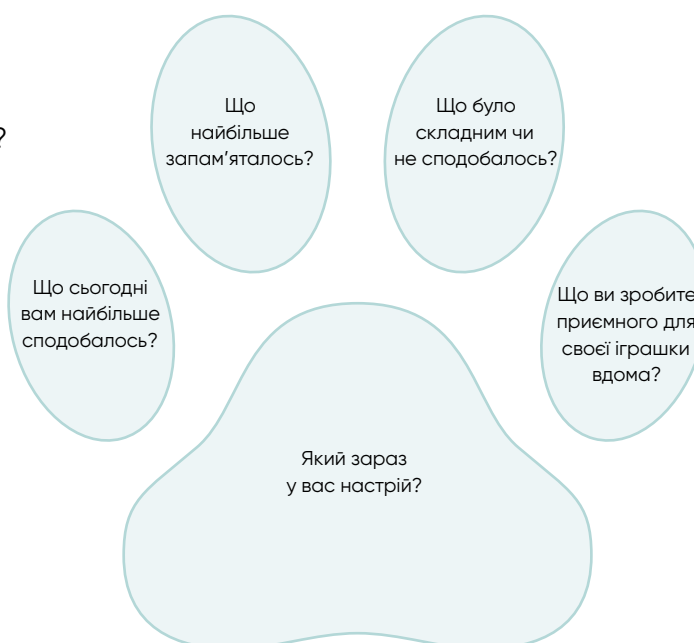 ?
Що
найбільше
запам’яталось?
Що було
складним чи
не сподобалось?
Що сьогодні
вам найбільше
сподобалось?
Що ви зробите
приємного для
своєї іграшки
вдома?
Який зараз
у вас настрій?